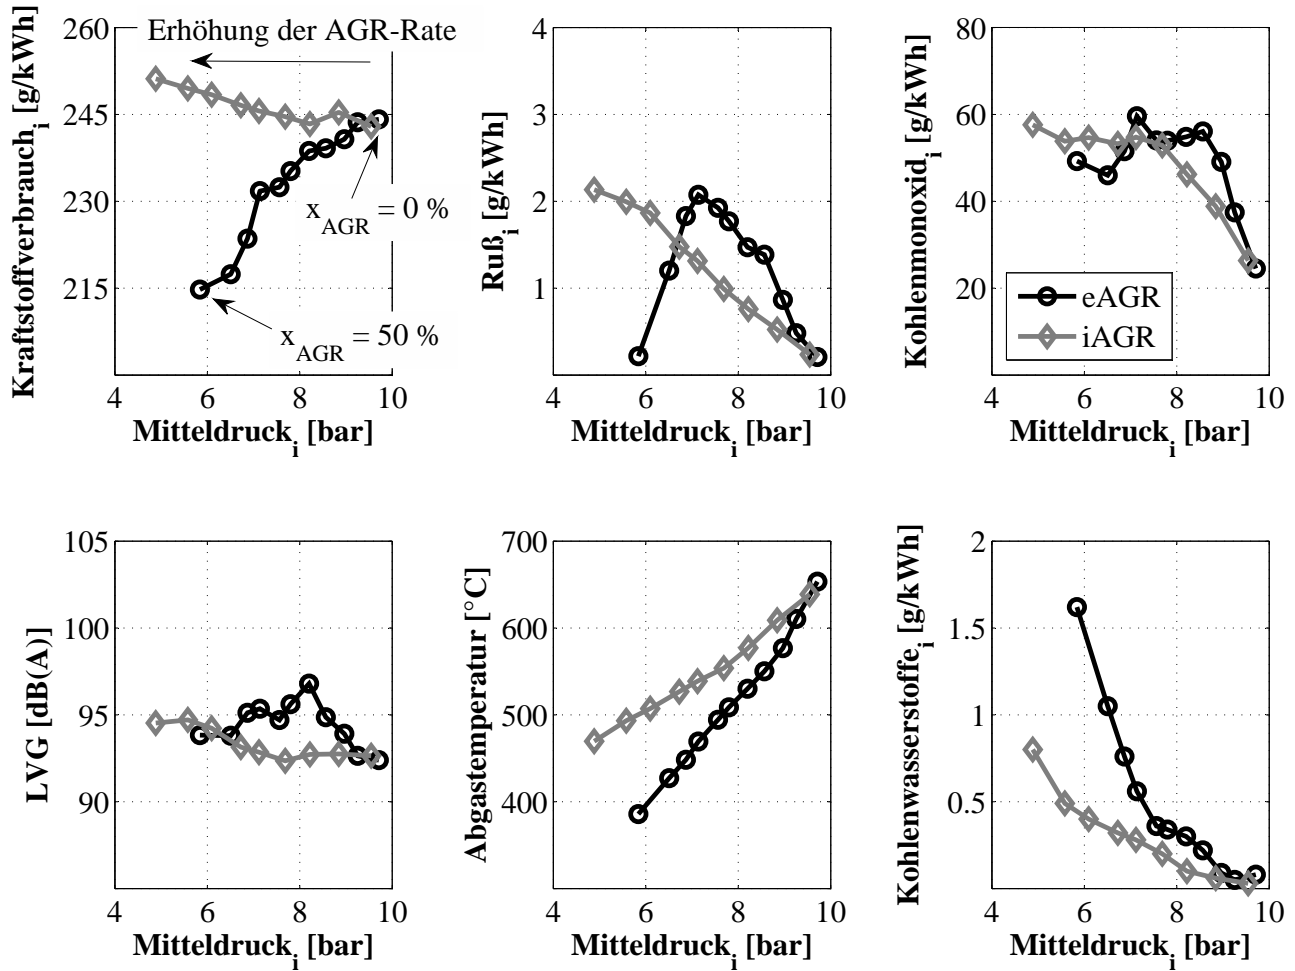 Kraftstoffverbrauch_i [g/kWh]
260
245
230
215
Erhöhung der AGR-Rate
x_AGR = 0 %
x_AGR = 50 %
4 6 8 10
Mitteldruck_i [bar]
Ruß_i [g/kWh]
4
3
2
1
4 6 8 10
Mitteldruck_i [bar]
Kohlenmonoxid_i [g/kWh]
80
60
40
20
eAGR
iAGR
4 6 8 10
Mitteldruck_i [bar]
LVG [dB(A)]
105
100
95
90
4 6 8 10
Mitteldruck_i [bar]
Abgastemperatur [°C]
700
600
500
400
4 6 8 10
Mitteldruck_i [bar]
Kohlenwasserstoffe_i [g/kWh]
2
1.5
1
0.5
4 6 8 10
Mitteldruck_i [bar]